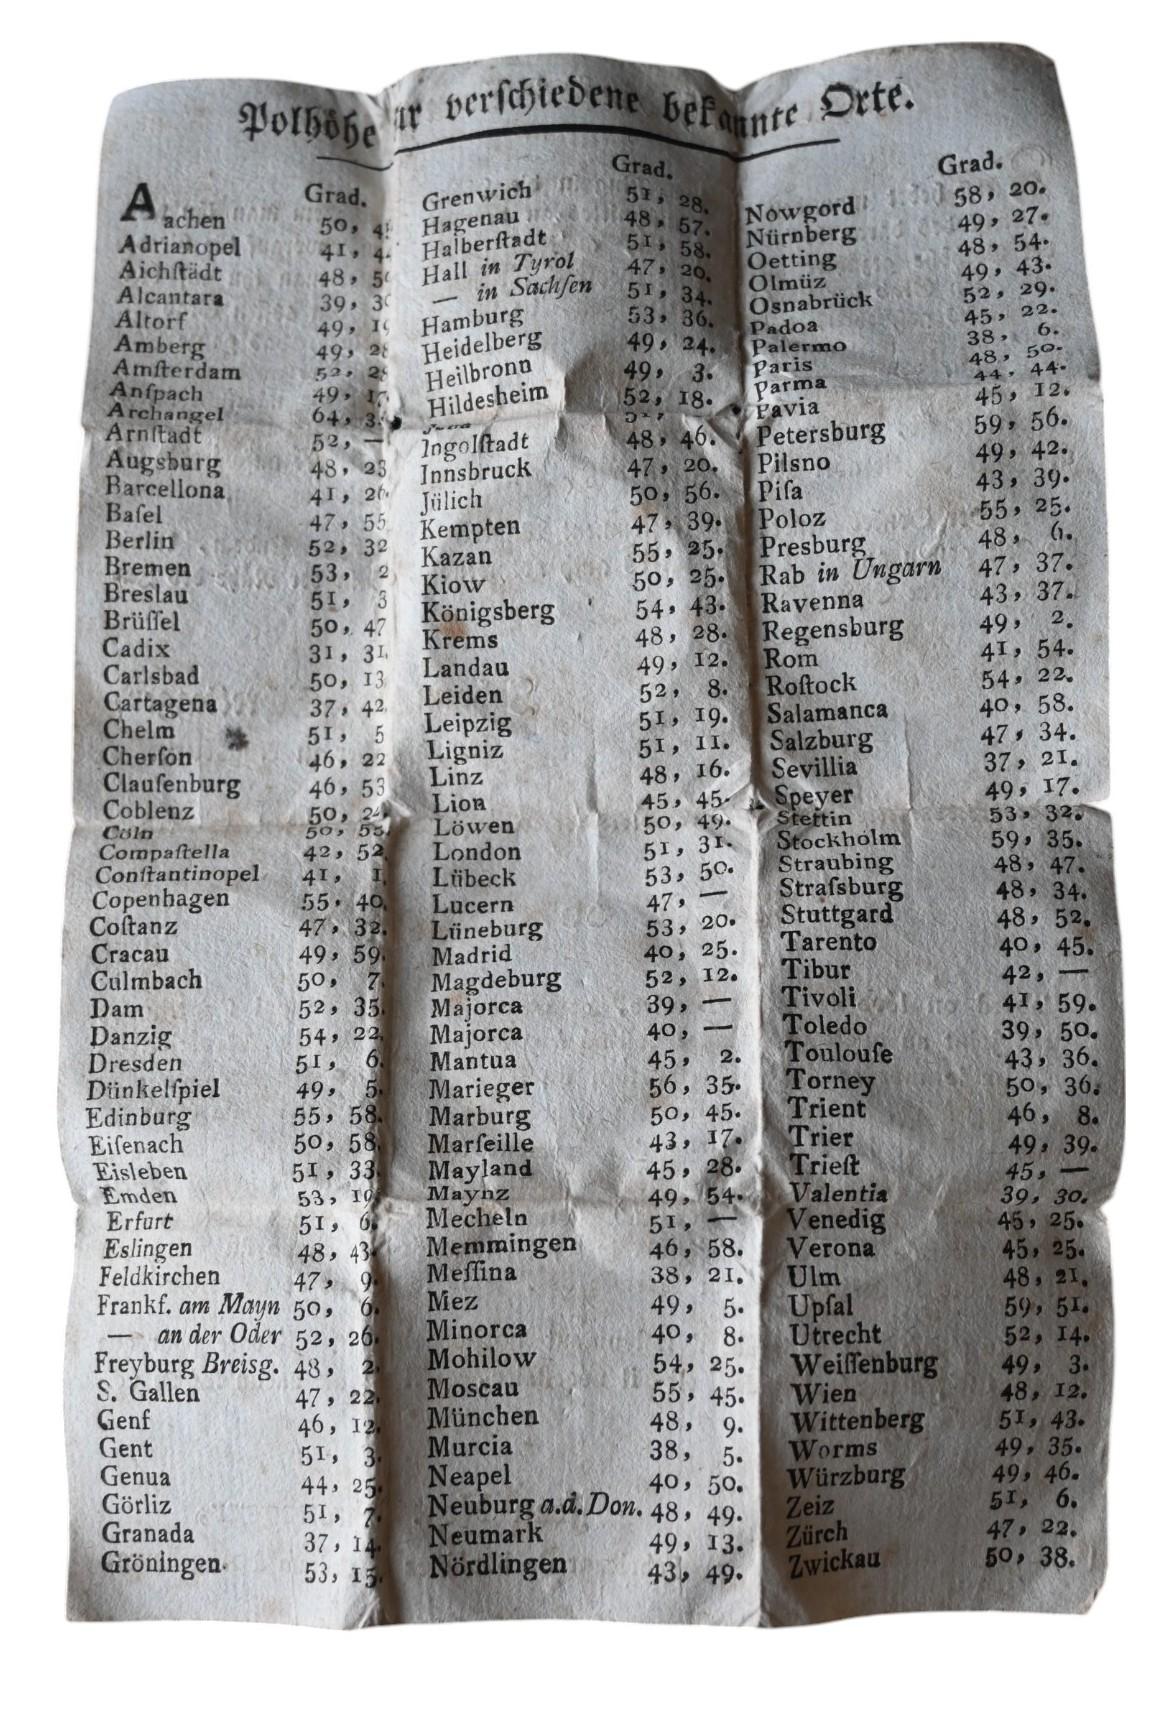 Polhöhe ur verſchiedene bekannte Orte.
Grad.
Aachen 50, 4
Adrianopel 41, 4
Aichſtädt 48, 5
Alcantara 39, 30
Altorf 49, 19
Amberg 49, 28
Amſterdam 52, 28
Anſpach 49, 17
Archangel 64, 3
Arnſtadt 52, —
Augsburg 48, 23
Barcellona 41, 26
Baſel 47, 55
Berlin 52, 32
Bremen 53, 2
Breslau 51, 3
Brüſſel 50, 47
Cadix 31, 31
Carlsbad 50, 13
Cartagena 37, 42
Chelm 51, 5
Cherſon 46, 22
Clauſenburg 46, 53
Coblenz 50, 24
Cöln 50, 55.
Compaſtella 42, 52
Conſtantinopel 41, 1
Copenhagen 55, 40
Coſtanz 47, 32.
Cracau 49, 59.
Culmbach 50, 7
Dam 52, 35.
Danzig 54, 22.
Dresden 51, 6.
Dünkelſpiel 49, 5.
Edinburg 55, 58.
Eiſenach 50, 58.
Eisleben 51, 33.
Emden 53, 19
Erfurt 51, 6.
Eslingen 48, 43
Feldkirchen 47, 9.
Frankf. am Mayn 50, 6.
— an der Oder 52, 26.
Freyburg Breisg. 48, 2.
S. Gallen 47, 22.
Genf 46, 12.
Gent 51, 3.
Genua 44, 25.
Görliz 51, 7.
Granada 37, 14.
Gröningen 53, 15.
Grad.
Grenwich 51, 28.
Hagenau 48, 57.
Halberſtadt 51, 58.
Hall in Tyrol 47, 20.
— in Sachſen 51, 34.
Hamburg 53, 36.
Heidelberg 49, 24.
Heilbronn 49, 3.
Hildesheim 52, 18.
Ingolſtadt 48, 46.
Innsbruck 47, 20.
Jülich 50, 56.
Kempten 47, 39.
Kazan 55, 25.
Kiow 50, 25.
Königsberg 54, 43.
Krems 48, 28.
Landau 49, 12.
Leiden 52, 8.
Leipzig 51, 19.
Ligniz 51, 11.
Linz 48, 16.
Lion 45, 45.
Löwen 50, 49.
London 51, 31.
Lübeck 53, 50.
Lucern 47, —
Lüneburg 53, 20.
Madrid 40, 25.
Magdeburg 52, 12.
Majorca 39, —
Majorca 40, —
Mantua 45, 2.
Marieger 56, 35.
Marburg 50, 45.
Marſeille 43, 17.
Mayland 45, 28.
Maynz 49, 54.
Mecheln 51, —
Memmingen 46, 58.
Meſſina 38, 21.
Mez 49, 5.
Minorca 40, 8.
Mohilow 54, 25.
Moscau 55, 45.
München 48, 9.
Murcia 38, 5.
Neapel 40, 50.
Neuburg a.d. Don. 48, 49.
Neumark 49, 13.
Nördlingen 43, 49.
Grad.
Nowgord 58, 20.
Nürnberg 49, 27.
Oetting 48, 54.
Olmüz 49, 43.
Osnabrück 52, 29.
Padoa 45, 22.
Palermo 38, 6.
Paris 48, 50.
Parma 44, 44.
Pavia 45, 12.
Petersburg 59, 56.
Pilsno 49, 42.
Piſa 43, 39.
Poloz 55, 25.
Presburg 48, 6.
Rab in Ungarn 47, 37.
Ravenna 43, 37.
Regensburg 49, 2.
Rom 41, 54.
Roſtock 54, 22.
Salamanca 40, 58.
Salzburg 47, 34.
Sevillia 37, 21.
Speyer 49, 17.
Stettin 53, 32.
Stockholm 59, 35.
Straubing 48, 47.
Straſsburg 48, 34.
Stuttgard 48, 52.
Tarento 40, 45.
Tibur 42, —
Tivoli 41, 59.
Toledo 39, 50.
Toulouſe 43, 36.
Torney 50, 36.
Trient 46, 8.
Trier 49, 39.
Trieſt 45, —
Valentia 39, 30.
Venedig 45, 25.
Verona 45, 25.
Ulm 48, 21.
Upſal 59, 51.
Utrecht 52, 14.
Weiſſenburg 49, 3.
Wien 48, 12.
Wittenberg 51, 43.
Worms 49, 35.
Würzburg 49, 46.
Zeiz 51, 6.
Zürch 47, 22.
Zwickau 50, 38.